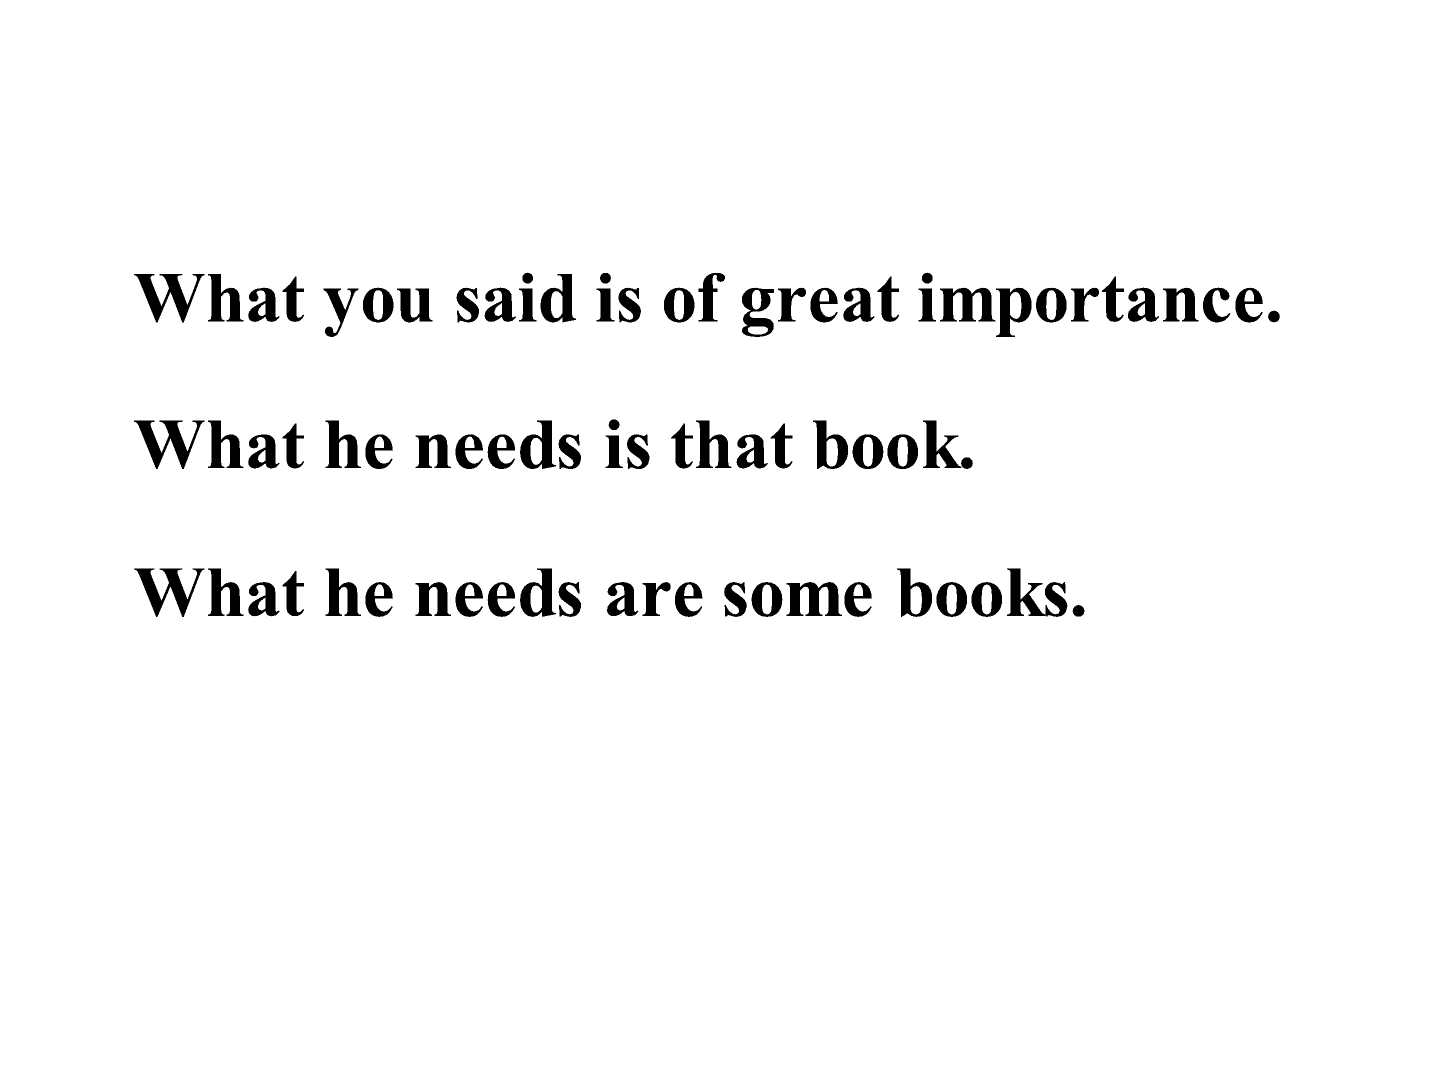 What you said is of great importance.
What he needs is that book.
What he needs are some books.